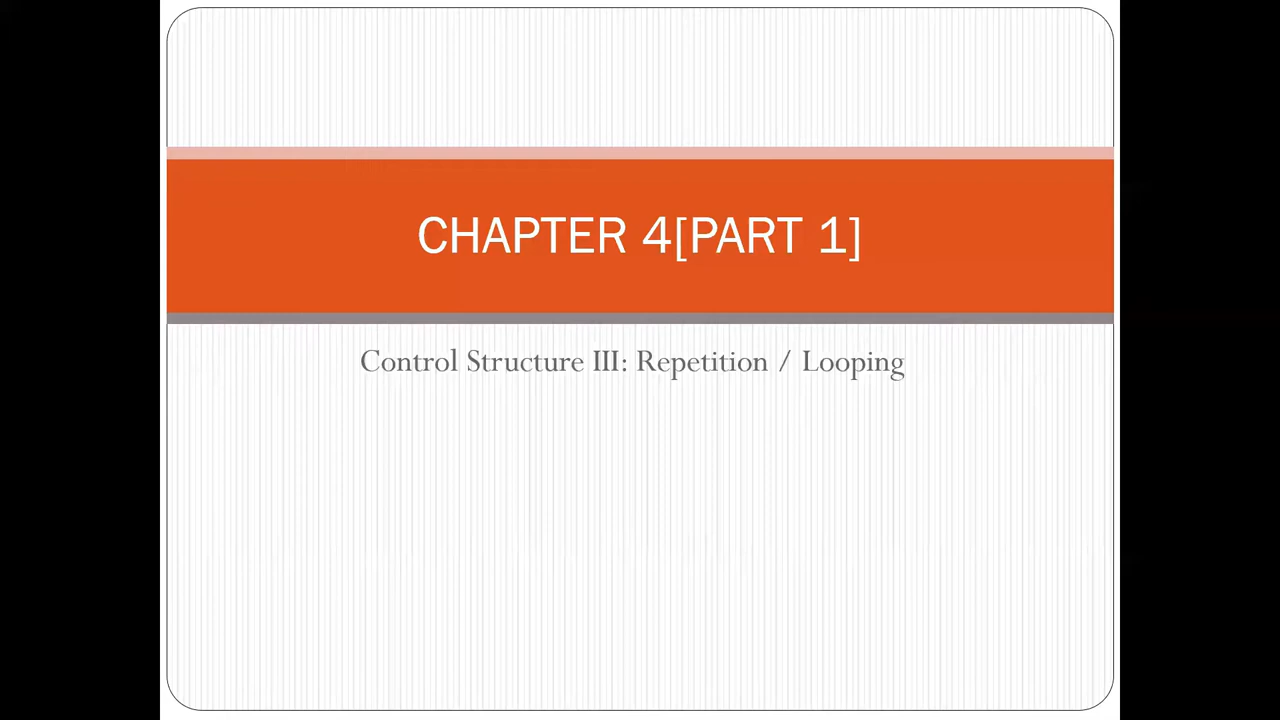 CHAPTER 4[PART 1]
Control Structure III: Repetition / Looping